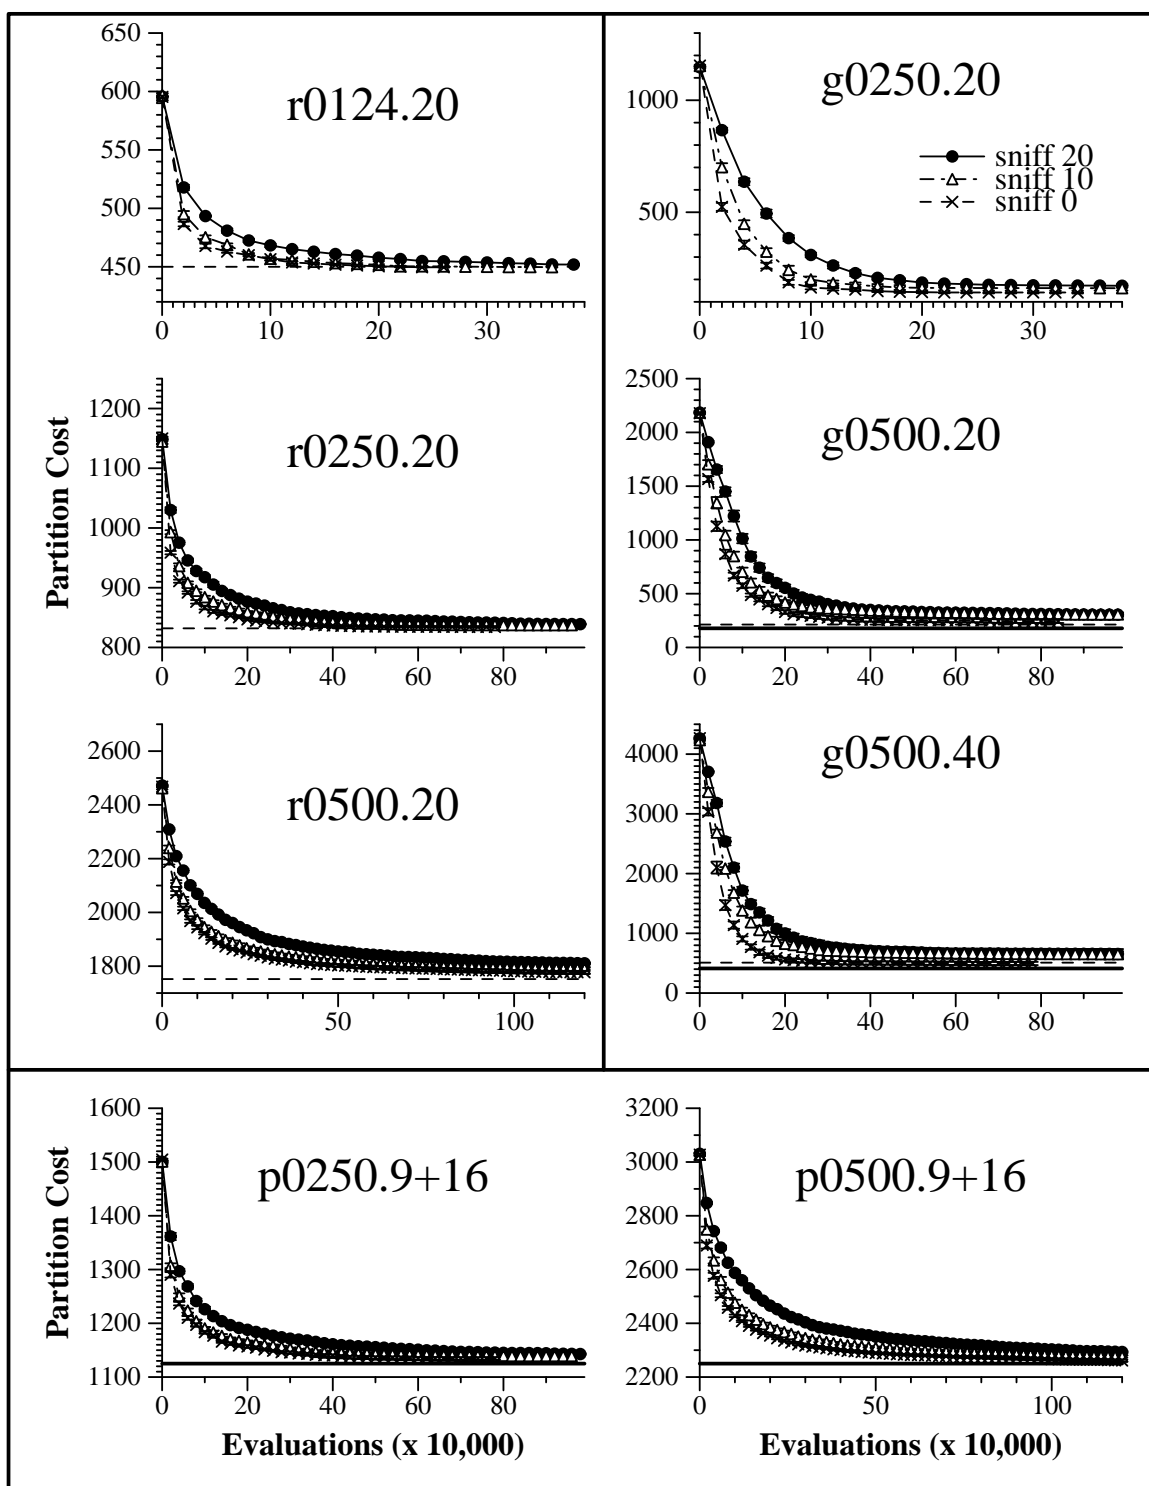 r0124.20
650
600
550
500
450
0 10 20 30
g0250.20
1000
500
0 10 20 30
sniff 20
sniff 10
sniff 0
Partition Cost
r0250.20
1200
1100
1000
900
800
0 20 40 60 80
g0500.20
2500
2000
1500
1000
500
0
0 20 40 60 80
r0500.20
2600
2400
2200
2000
1800
0 50 100
g0500.40
4000
3000
2000
1000
0
0 20 40 60 80
Partition Cost
p0250.9+16
1600
1500
1400
1300
1200
1100
0 20 40 60 80
Evaluations (x 10,000)
p0500.9+16
3200
3000
2800
2600
2400
2200
0 50 100
Evaluations (x 10,000)